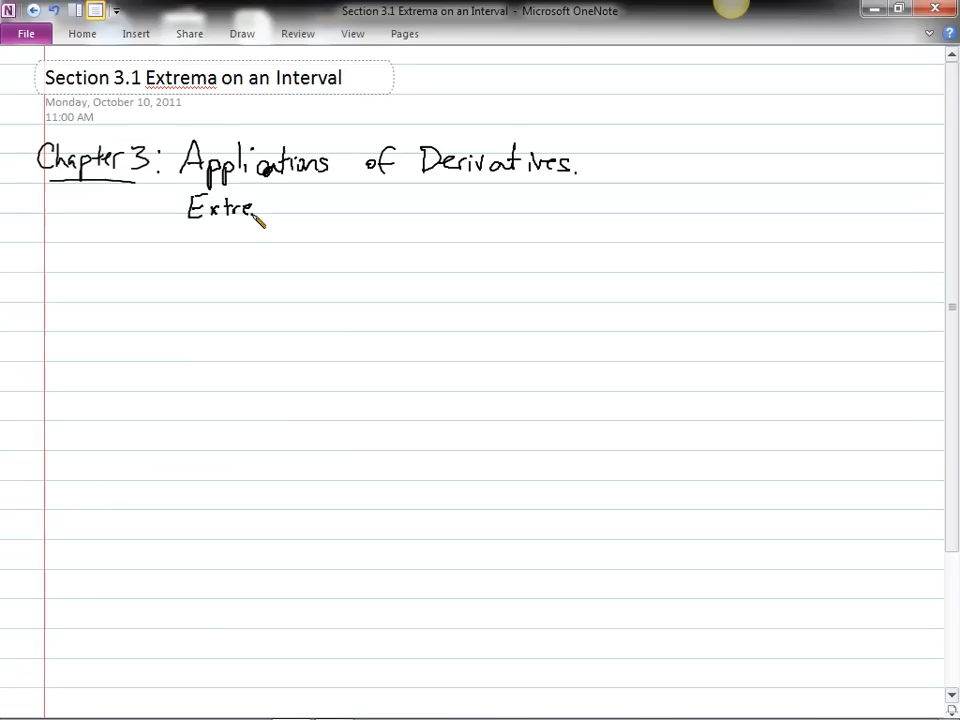 Section 3.1 Extrema on an Interval - Microsoft OneNote
File Home Insert Share Draw Review View Pages
Section 3.1 Extrema on an Interval
Monday, October 10, 2011
11:00 AM
Chapter 3: Applications of Derivatives.
Extre